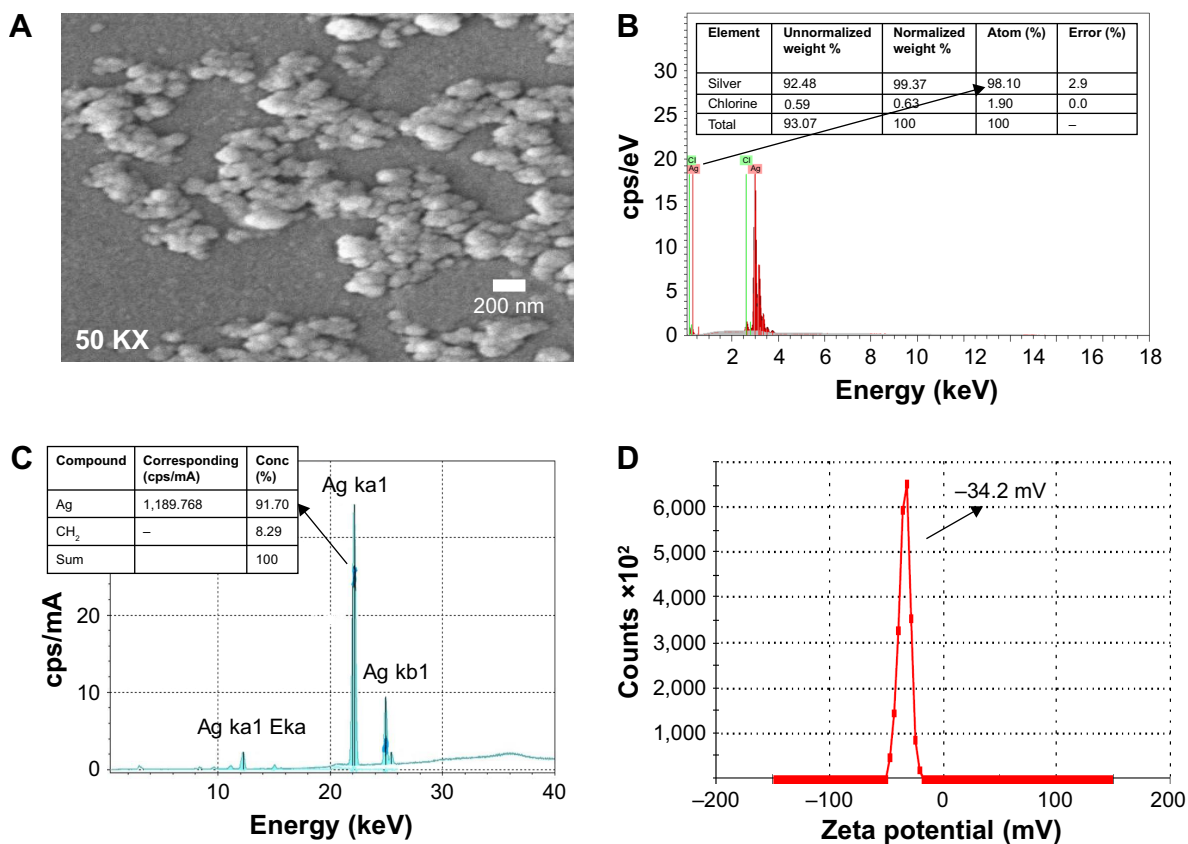 A
200 nm
50 KX
B
Element Unnormalized weight % Normalized weight % Atom (%) Error (%)
Silver 92.48 99.37 98.10 2.9
Chlorine 0.59 0.63 1.90 0.0
Total 93.07 100 100 –
cps/eV
30
25
20
15
10
5
0
Cl
Ag
Cl
Ag
2 4 6 8 10 12 14 16 18
Energy (keV)
C
Compound Corresponding (cps/mA) Conc (%)
Ag 1,189.768 91.70
CH₂ – 8.29
Sum 100
Ag ka1
Ag kb1
Ag ka1 Eka
cps/mA
20
10
0
10 20 30 40
Energy (keV)
D
–34.2 mV
Counts ×10²
6,000
5,000
4,000
3,000
2,000
1,000
–200 –100 0 100 200
Zeta potential (mV)